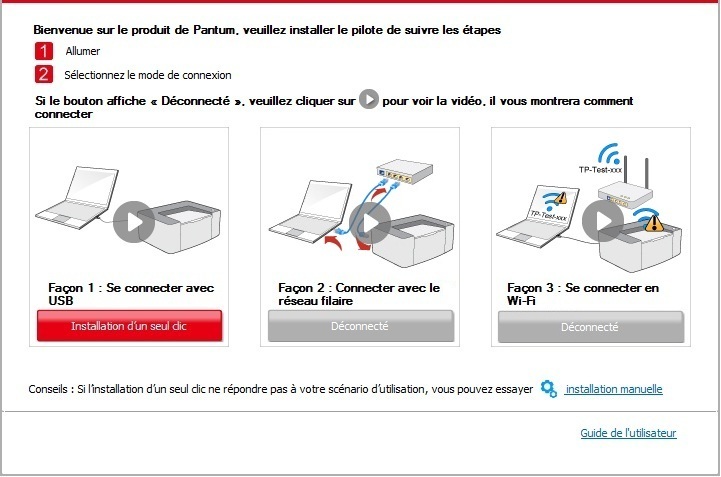 Bienvenue sur le produit de Pantum, veuillez installer le pilote de suivre les étapes
1 Allumer
2 Sélectionnez le mode de connexion
Si le bouton affiche « Déconnecté », veuillez cliquer sur pour voir la vidéo, il vous montrera comment
connecter
TP-Test-xxx
TP-Test-xxx
Façon 1 : Se connecter avec
USB
Installation d'un seul clic
Façon 2 : Connecter avec le
réseau filaire
Déconnecté
Façon 3 : Se connecter en
Wi-Fi
Déconnecté
Conseils : Si l'installation d'un seul clic ne répondre pas à votre scénario d'utilisation, vous pouvez essayer installation manuelle
Guide de l'utilisateur